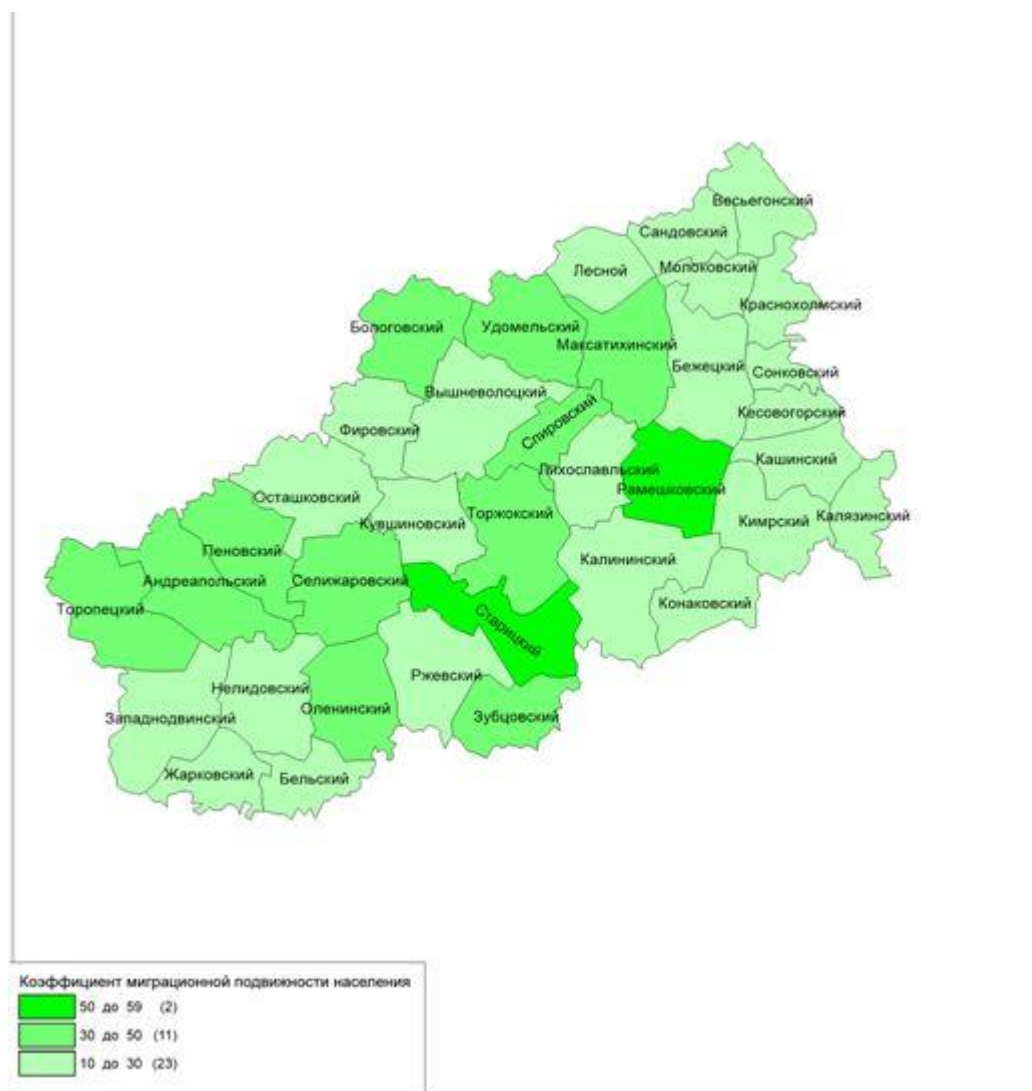 Весьегонский
Сандовский
Лесной
Молоковский
Краснохолмский
Бологовский
Удомельский
Максатихинский
Бежецкий
Сонковский
Вышневолоцкий
Спировский
Кесовогорский
Фировский
Кашинский
Лихославльский
Рамешковский
Осташковский
Кувшиновский
Торжокский
Кимрский
Калязинский
Пеновский
Калининский
Андреапольский
Селижаровский
Конаковский
Торопецкий
Старицкий
Ржевский
Нелидовский
Оленинский
Западнодвинский
Зубцовский
Жарковский
Бельский
Коэффициент миграционной подвижности населения
50 до 59 (2)
30 до 50 (11)
10 до 30 (23)